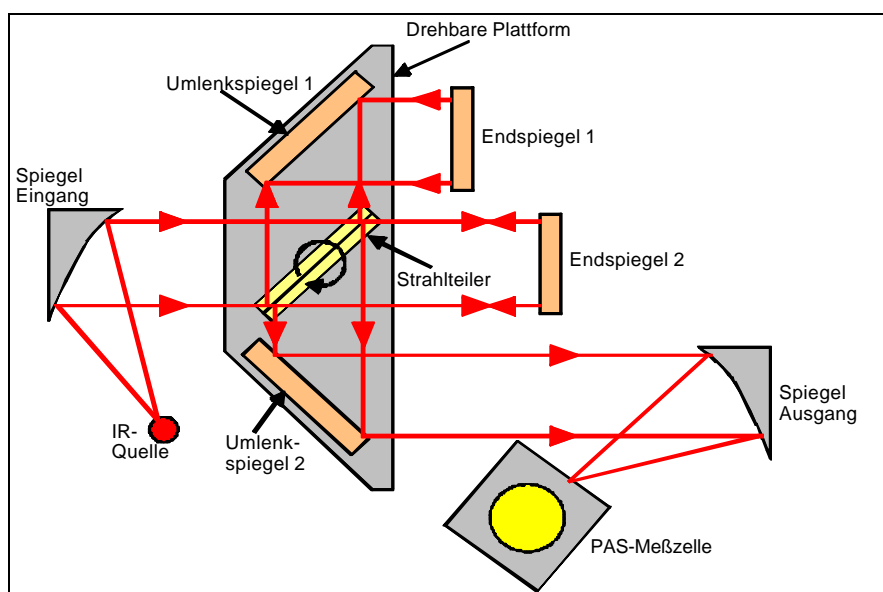 Drehbare Plattform
Umlenkspiegel 1
Endspiegel 1
Spiegel
Eingang
Endspiegel 2
Strahlteiler
IR-
Quelle
Umlenk-
spiegel 2
Spiegel
Ausgang
PAS-Meßzelle